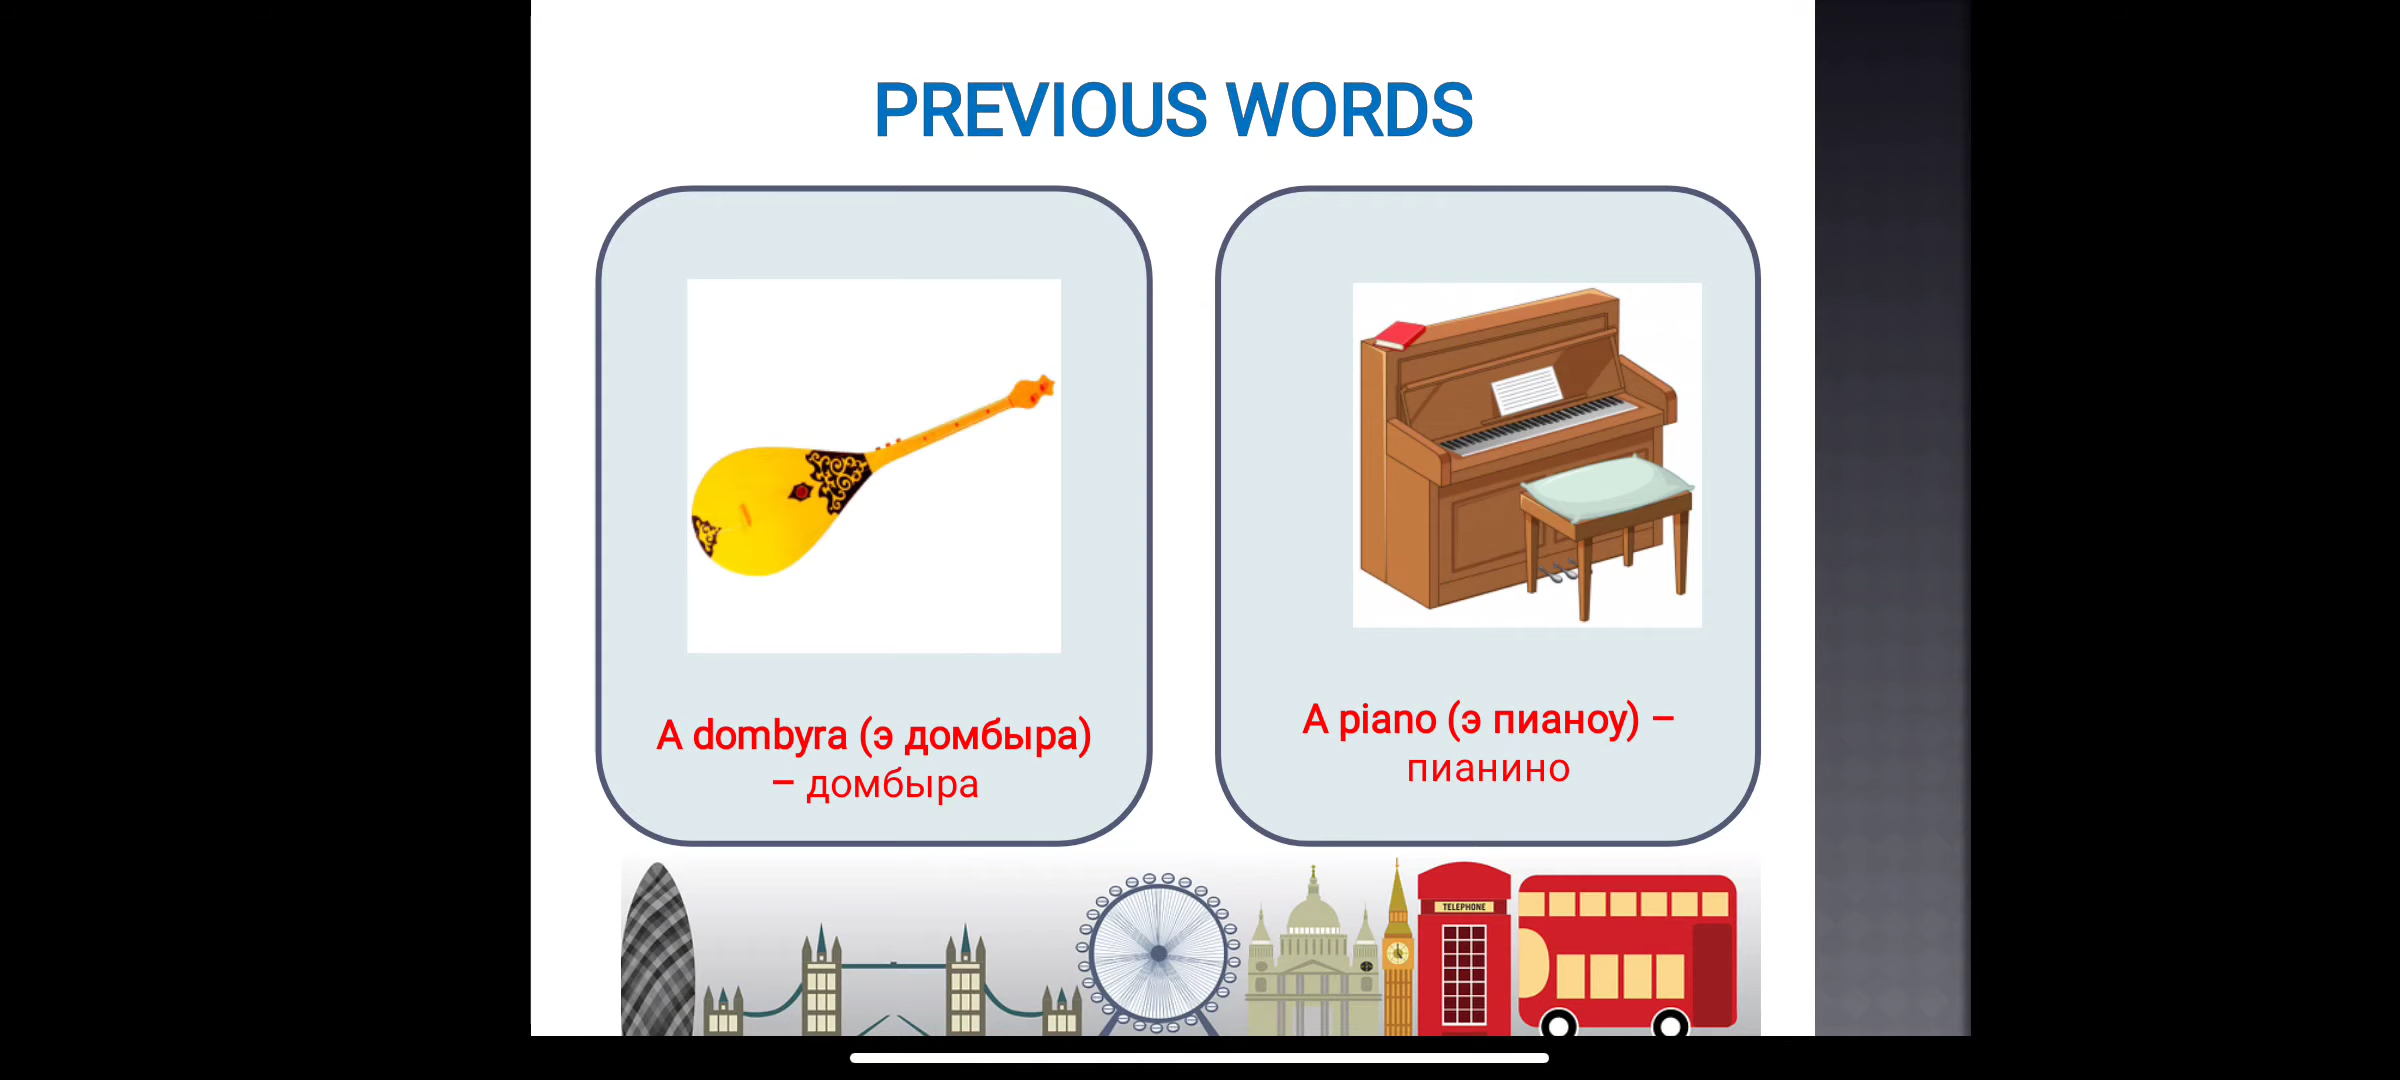 PREVIOUS WORDS
A dombyra (э домбыра)
– домбыра
A piano (э пианоу) –
пианино
TELEPHONE